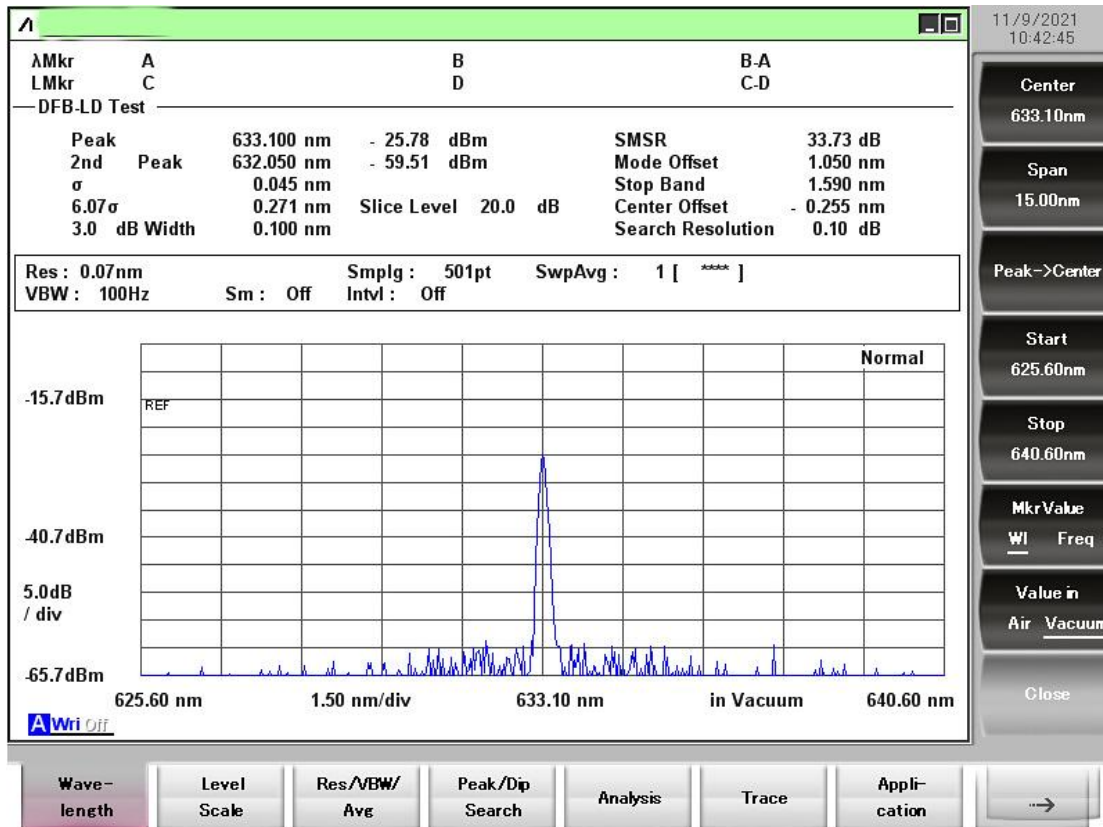 11/9/2021
10:42:45
λMkr A B B-A
LMkr C D C-D
DFB-LD Test
Peak 633.100 nm - 25.78 dBm SMSR 33.73 dB
2nd Peak 632.050 nm - 59.51 dBm Mode Offset 1.050 nm
σ 0.045 nm Stop Band 1.590 nm
6.07σ 0.271 nm Slice Level 20.0 dB Center Offset - 0.255 nm
3.0 dB Width 0.100 nm Search Resolution 0.10 dB
Res : 0.07nm Smplg : 501pt SwpAvg : 1 [ **** ]
VBW : 100Hz Sm : Off Intvl : Off
Normal
-15.7dBm
REF
-40.7dBm
5.0dB
/ div
-65.7dBm
625.60 nm 1.50 nm/div 633.10 nm in Vacuum 640.60 nm
A Wri Off
Center
633.10nm
Span
15.00nm
Peak->Center
Start
625.60nm
Stop
640.60nm
Mkr Value
Wl Freq
Value in
Air Vacuum
Close
Wave-
length
Level
Scale
Res/VBW/
Avg
Peak/Dip
Search
Analysis
Trace
Appli-
cation